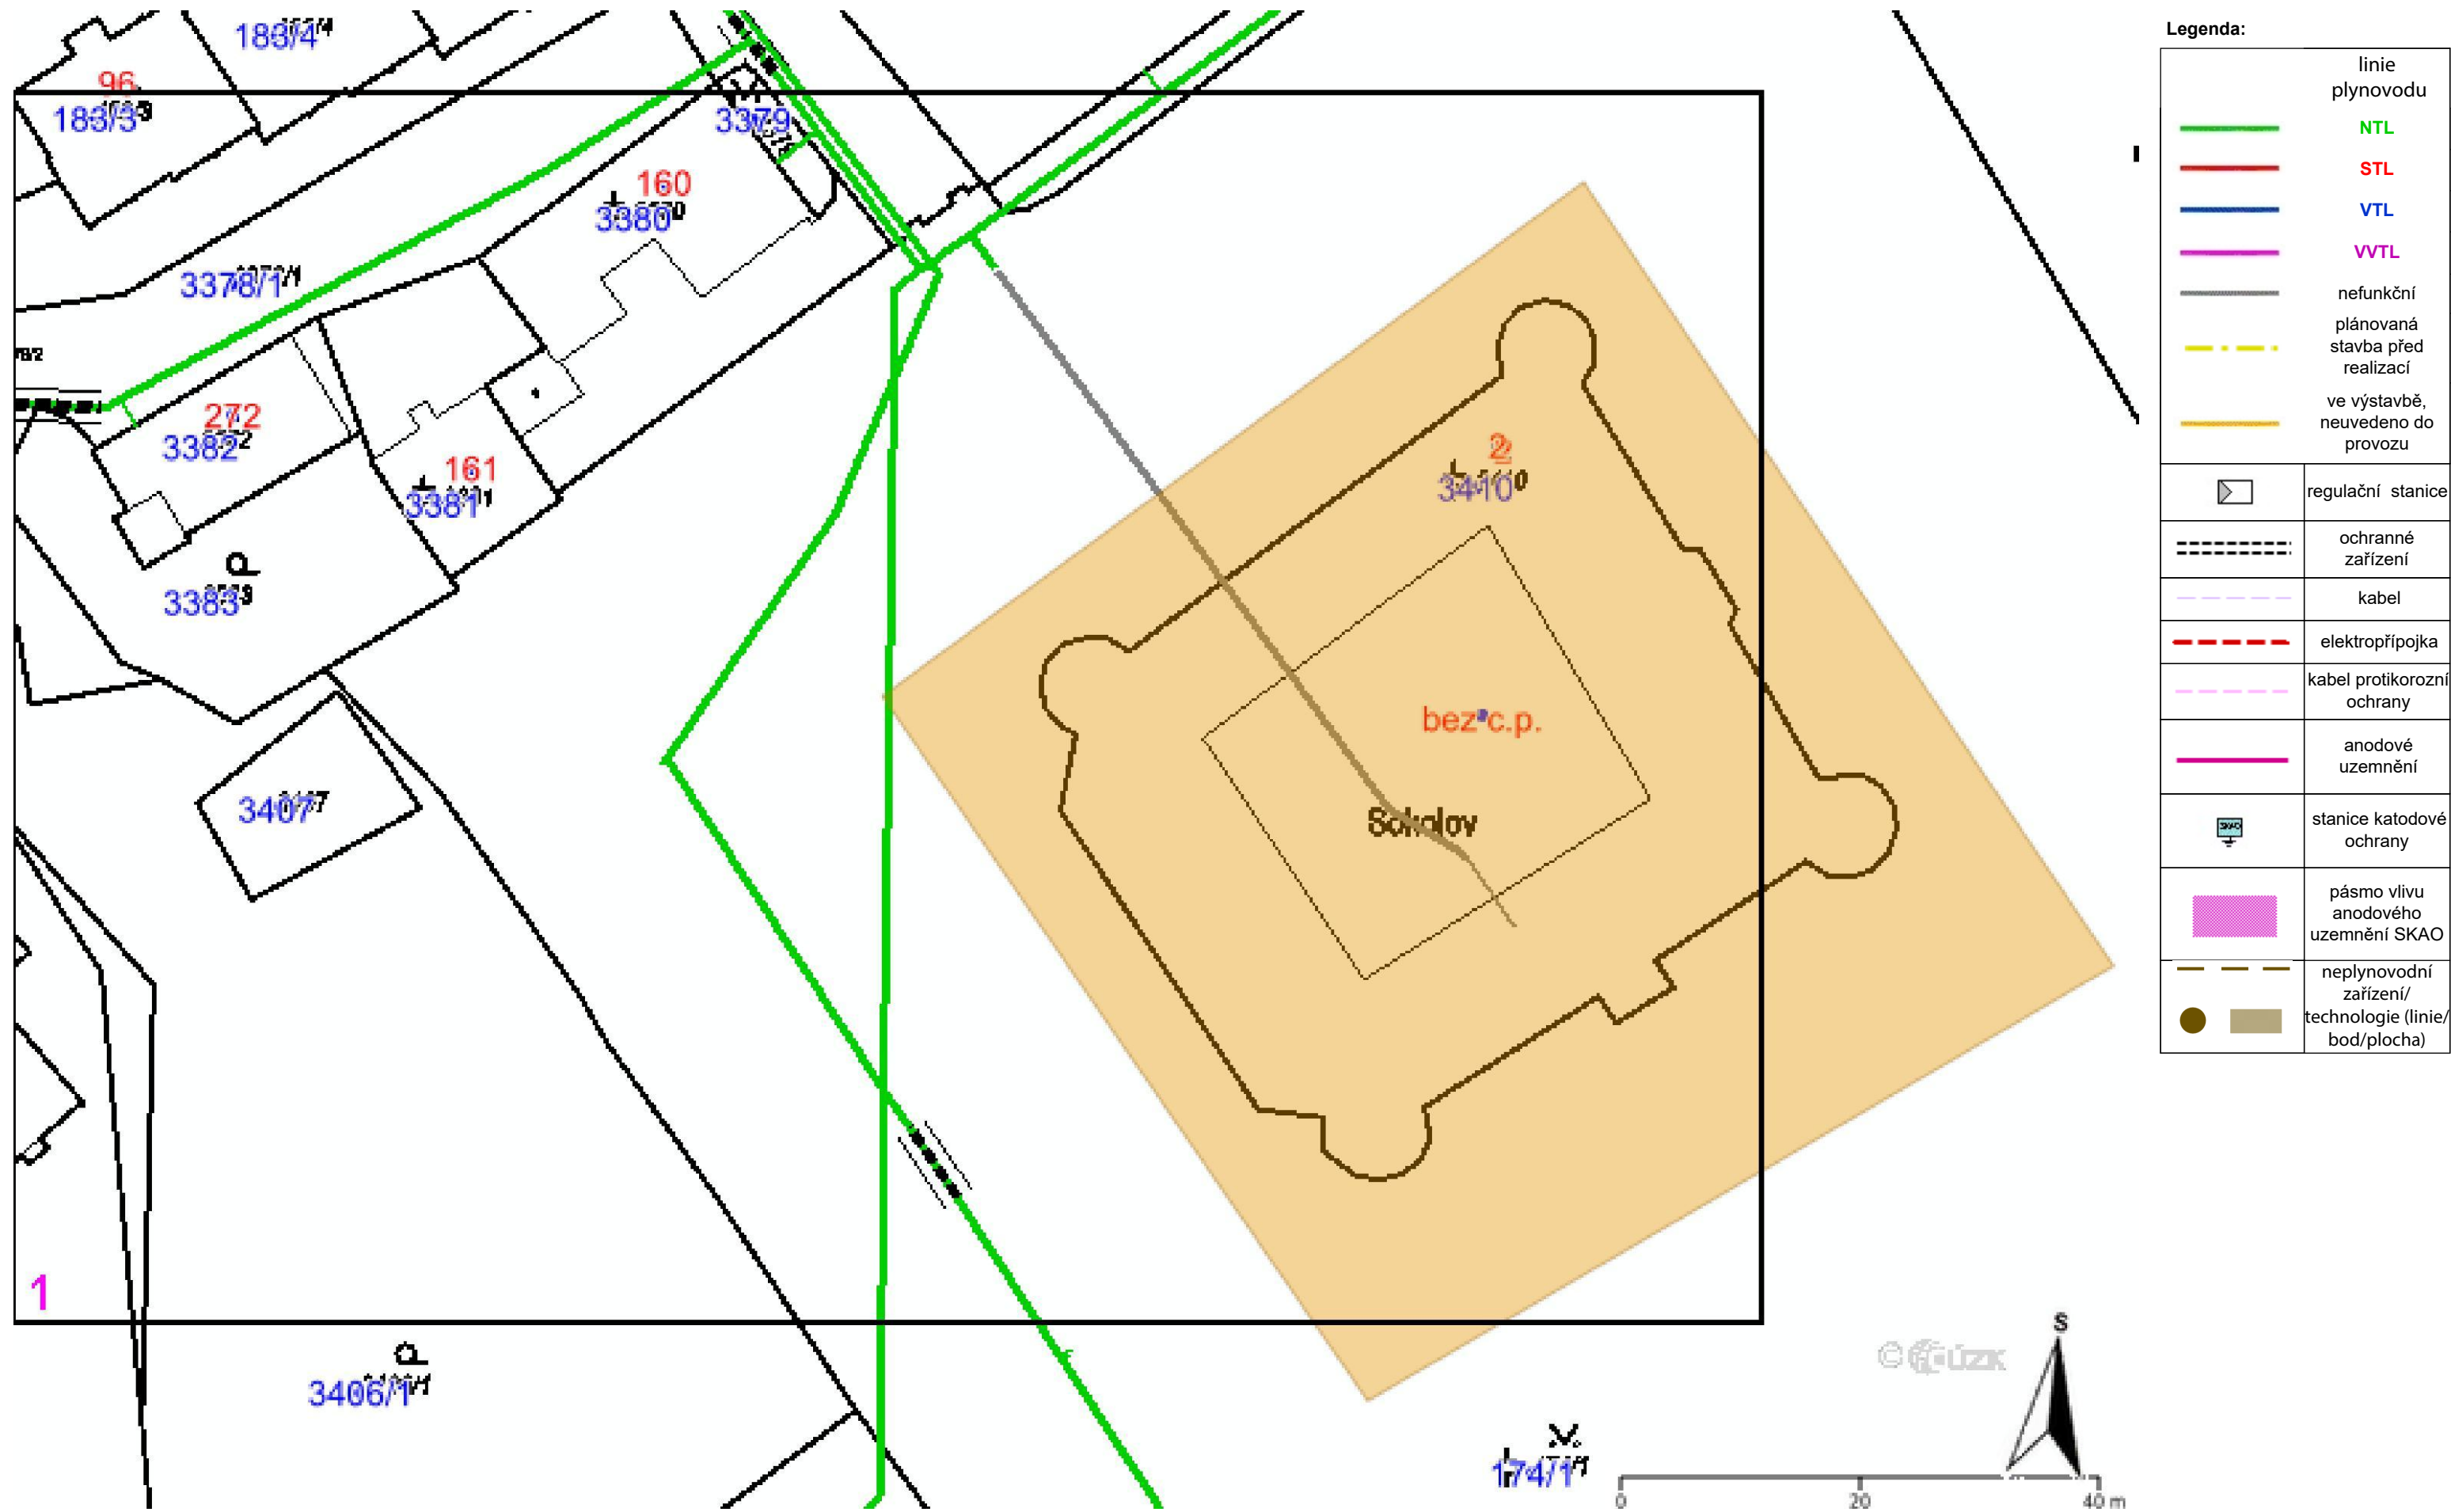 183/4
96
183/3
3379
160
3380
3378/1
272
3382
161
3381
3383
3407
2
3410
bez c.p.
Sokolov
1
3406/1
174/1
S
0
20
40 m
Legenda:
linie
plynovodu
NTL
STL
VTL
VVTL
nefunkční
plánovaná
stavba před
realizací
ve výstavbě,
neuvedeno do
provozu
regulační stanice
ochranné
zařízení
kabel
elektropřípojka
kabel protikorozní
ochrany
anodové
uzemnění
SKAO
stanice katodové
ochrany
pásmo vlivu
anodového
uzemnění SKAO
neplynovodní
zařízení/
technologie (linie/
bod/plocha)